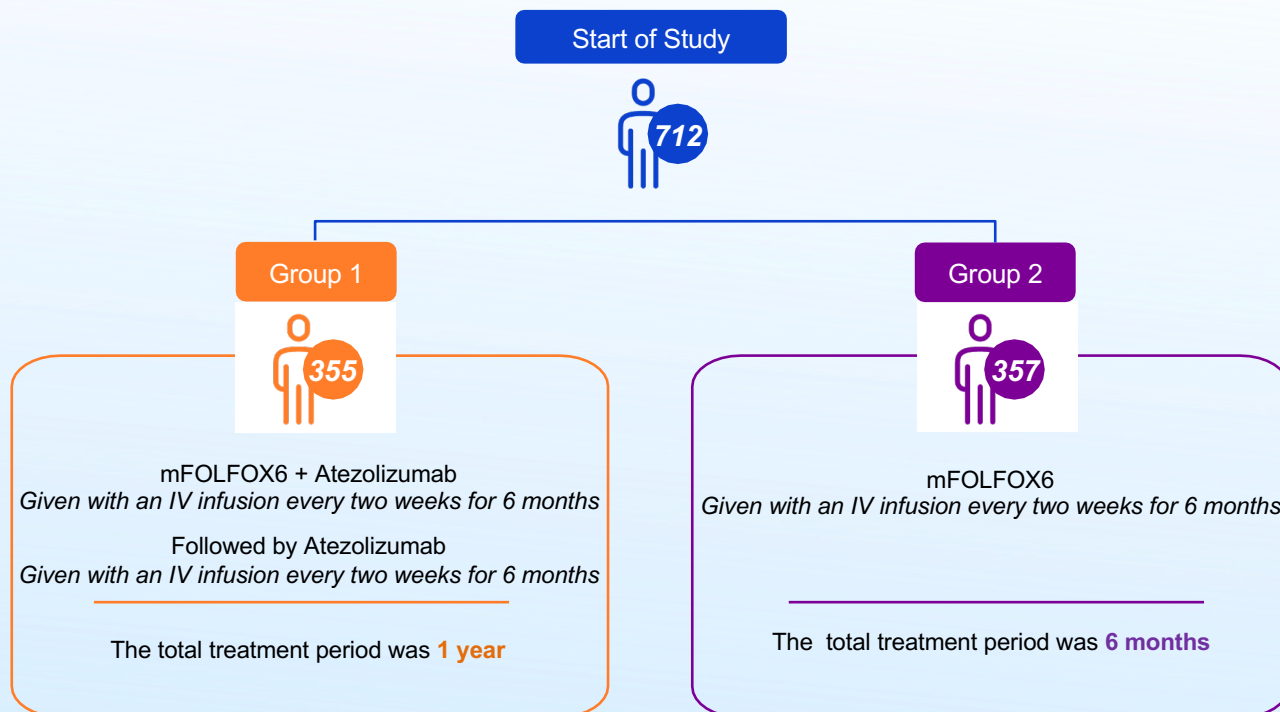 Start of Study
712
Group 1
355
mFOLFOX6 + Atezolizumab
Given with an IV infusion every two weeks for 6 months
Followed by Atezolizumab
Given with an IV infusion every two weeks for 6 months
The total treatment period was 1 year
Group 2
357
mFOLFOX6
Given with an IV infusion every two weeks for 6 months
The total treatment period was 6 months